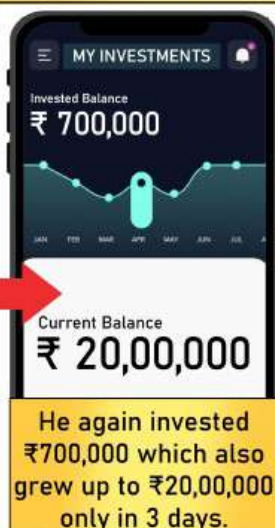 MY INVESTMENTS
Invested Balance
₹ 700,000
JAN FEB MAR APR MAY JUN JUL A
Current Balance
₹ 20,00,000
He again invested
₹700,000 which also
grew up to ₹20,00,000
only in 3 days.